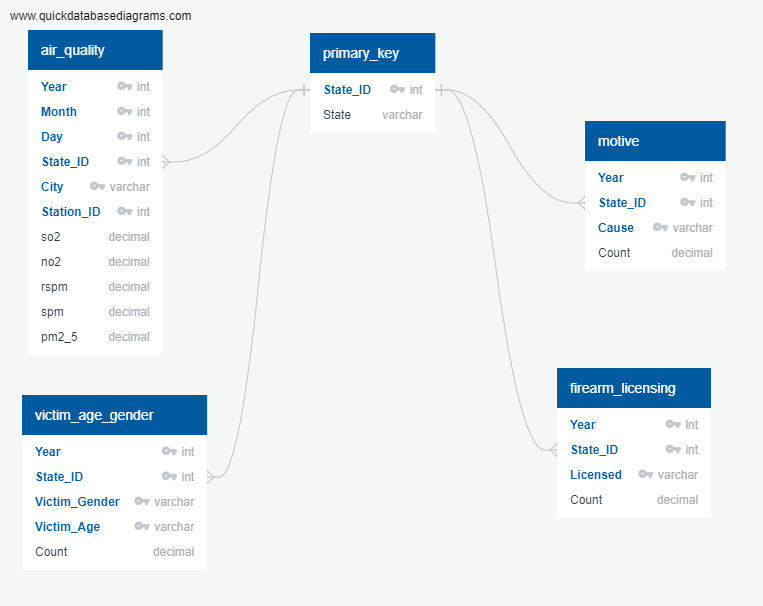 www.quickdatabasediagrams.com
air_quality
Year int
Month int
Day int
State_ID int
City varchar
Station_ID int
so2 decimal
no2 decimal
rspm decimal
spm decimal
pm2_5 decimal
primary_key
State_ID int
State varchar
motive
Year int
State_ID int
Cause varchar
Count decimal
victim_age_gender
Year int
State_ID int
Victim_Gender varchar
Victim_Age varchar
Count decimal
firearm_licensing
Year int
State_ID int
Licensed varchar
Count decimal